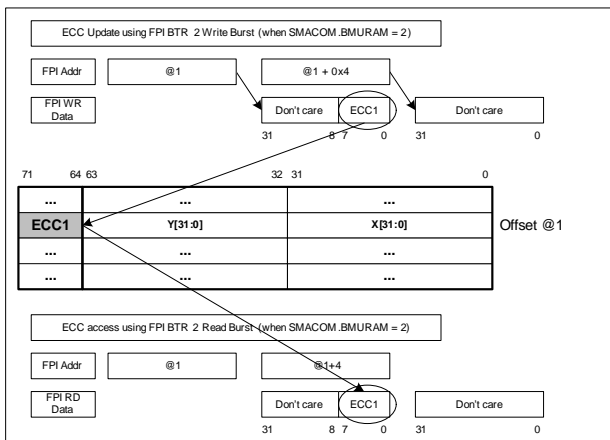 ECC Update using FPI BTR 2 Write Burst (when SMACOM.BMURAM = 2)
FPI Addr @1 @1 + 0x4
FPI WR Data Don't care ECC1 Don't care
31 8 7 0 31 0
71 64 63 32 31 0
... ... ...
ECC1 Y[31:0] X[31:0] Offset @1
... ... ...
... ... ...
ECC access using FPI BTR 2 Read Burst (when SMACOM.BMURAM = 2)
FPI Addr @1 @1+4
FPI RD Data Don't care ECC1 Don't care
31 8 7 0 31 0